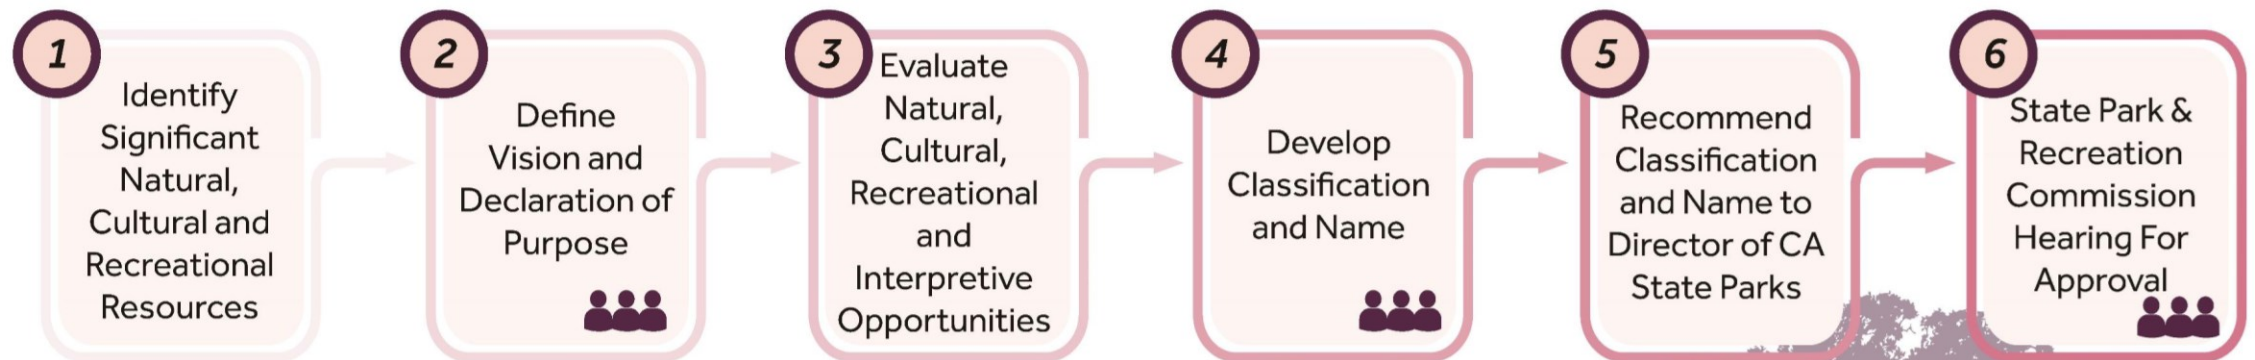 1
Identify
Significant
Natural,
Cultural and
Recreational
Resources
2
Define
Vision and
Declaration of
Purpose
3
Evaluate
Natural,
Cultural,
Recreational
and
Interpretive
Opportunities
4
Develop
Classification
and Name
5
Recommend
Classification
and Name to
Director of CA
State Parks
6
State Park &
Recreation
Commission
Hearing For
Approval